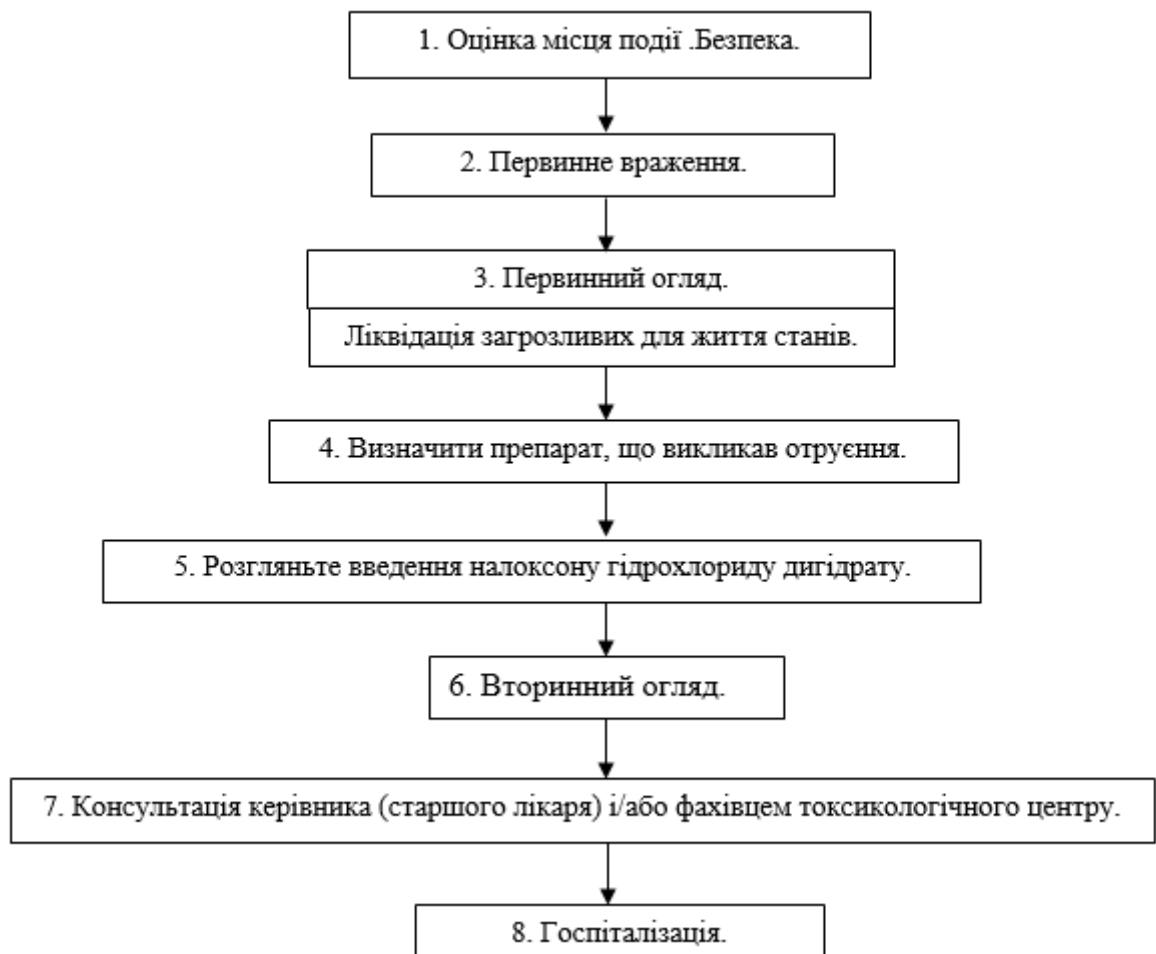 1. Оцінка місця події .Безпека.
2. Первинне враження.
3. Первинний огляд.
Ліквідація загрозливих для життя станів.
4. Визначити препарат, що викликав отруєння.
5. Розгляньте введення налоксону гідрохлориду дигідрату.
6. Вторинний огляд.
7. Консультація керівника (старшого лікаря) і/або фахівцем токсикологічного центру.
8. Госпіталізація.